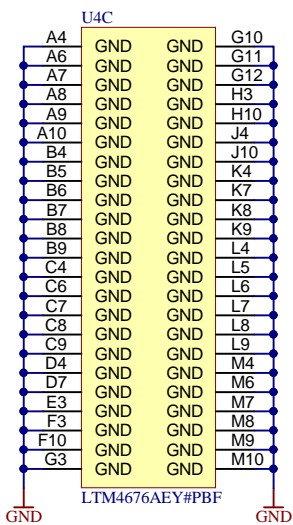 U4C
A4 GND GND G10
A6 GND GND G11
A7 GND GND G12
A8 GND GND H3
A9 GND GND H10
A10 GND GND J4
B4 GND GND J10
B5 GND GND K4
B6 GND GND K7
B7 GND GND K8
B8 GND GND K9
B9 GND GND L4
C4 GND GND L5
C6 GND GND L6
C7 GND GND L7
C8 GND GND L8
C9 GND GND L9
D4 GND GND M4
D7 GND GND M6
E3 GND GND M7
F3 GND GND M8
F10 GND GND M9
G3 GND GND M10
LTM4676AEY#PBF
GND GND